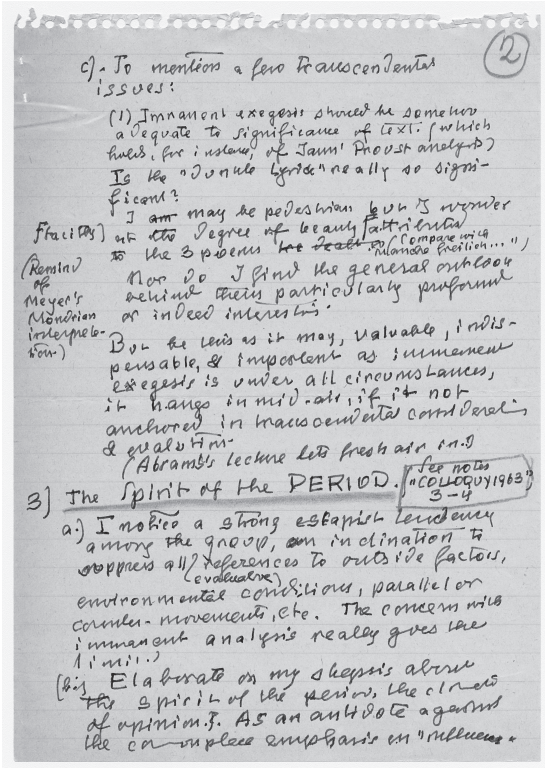 2
c). To mention a few transcendental
issues:
(1) Immanent exegesis should be somehow
adequate to significance of text. (which
holds, for instance, of Jauss' Proust analysis)
Is the "Dunkle Lyrik" really so signi-
ficant?
I am may be pedestrian but I wonder
at the degree of beauty attributed
to the 3 poems (Compare with
Nor do I find the general outlook
behind them particularly profound
or indeed interesting.
(Remind
of
Meyer's
Mondrian
interpreta-
tion-)
But be this as it may, valuable, indis-
pensable, & important as immanent
exegesis is under all circumstances,
it hangs in mid-air, if it not
anchored in transcendental
& evaluation-
(Abrams's lecture lets fresh air in.)
3) The Spirit of the PERIOD. (See notes
"COLLOQUY 1963"
3-4
a.) I notice a strong escapist tendency
among the group, an inclination to
suppress all references to outside factors,
(evaluative)
environmental conditions, parallel or
counter-movements, etc. The concern with
immanent analysis really goes the
limit.)
(b.) Elaborate on my skepsis about
the spirit of the period, the climate
of opinion. As an antidote against
the emphasis on "influences"